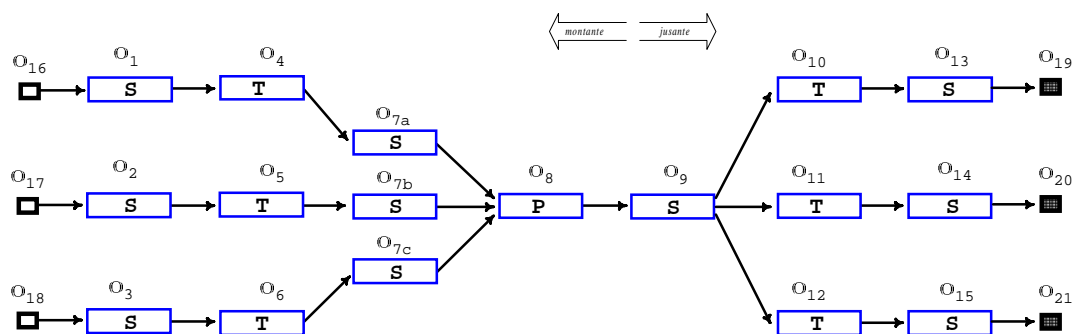 montante jusante
𝕆16 𝕆1 𝕆4 𝕆10 𝕆13 𝕆19
S T T S
𝕆7a
S
𝕆17 𝕆2 𝕆5 𝕆7b 𝕆8 𝕆9 𝕆11 𝕆14 𝕆20
S T S P S T S
𝕆7c
S
𝕆18 𝕆3 𝕆6 𝕆12 𝕆15 𝕆21
S T T S